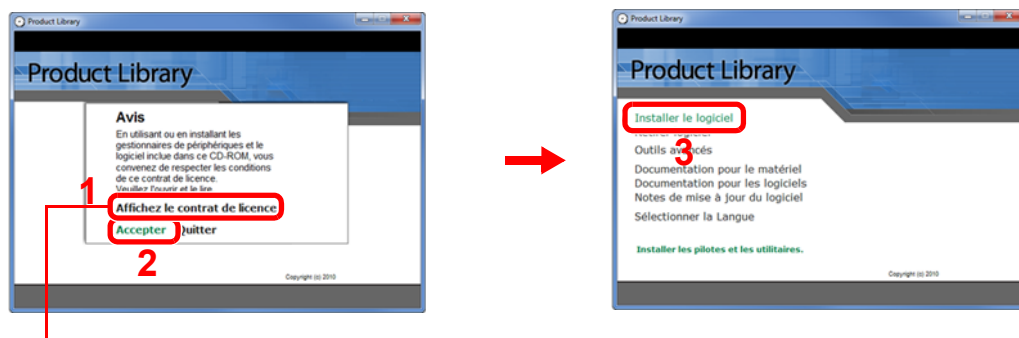 Product Library
Product Library
Avis
En utilisant ou en installant les
gestionnaires de périphériques et le
logiciel inclue dans ce CD-ROM, vous
convenez de respecter les conditions
de ce contrat de licence.
Veuillez l'ouvrir et le lire
1
Affichez le contrat de licence
Accepter Quitter
2
Copyright (c) 2010
Product Library
Product Library
Installer le logiciel
Outils avancés
3
Documentation pour le matériel
Documentation pour les logiciels
Notes de mise à jour du logiciel
Sélectionner la Langue
Installer les pilotes et les utilitaires.
Copyright (c) 2010